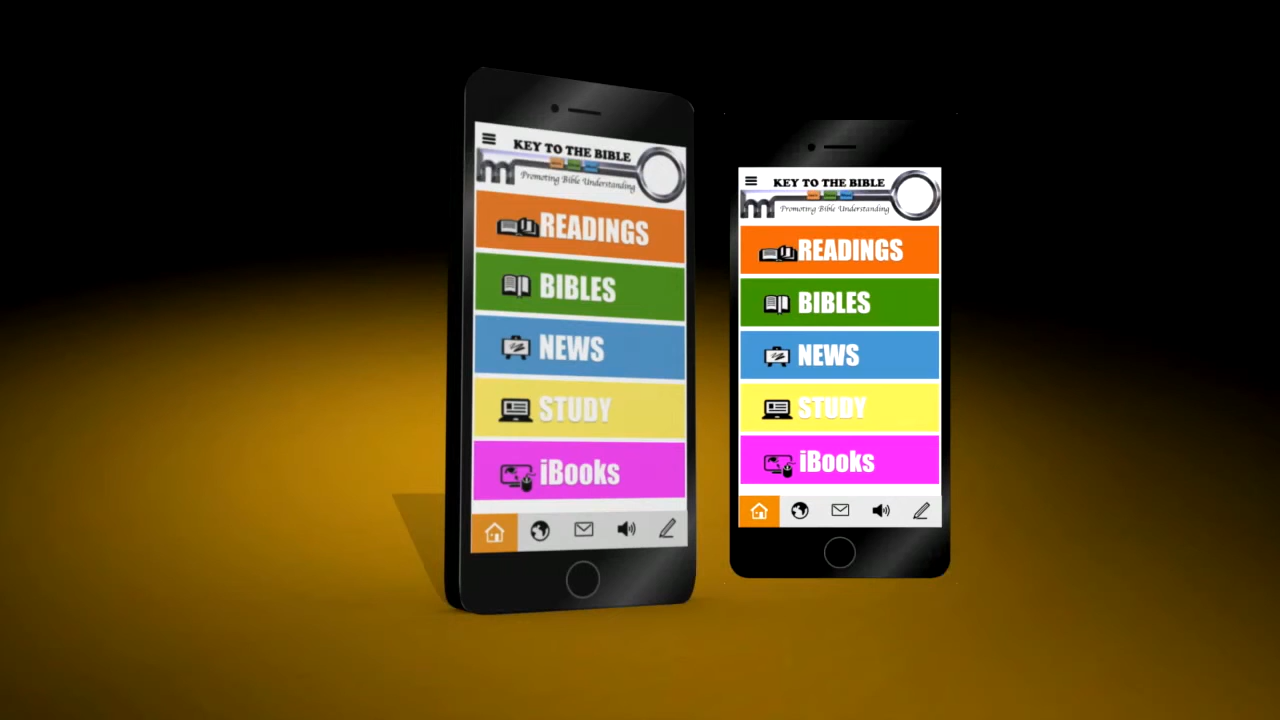 KEY TO THE BIBLE
Promoting Bible Understanding
READINGS
BIBLES
NEWS
STUDY
iBooks
KEY TO THE BIBLE
Promoting Bible Understanding
READINGS
BIBLES
NEWS
STUDY
iBooks